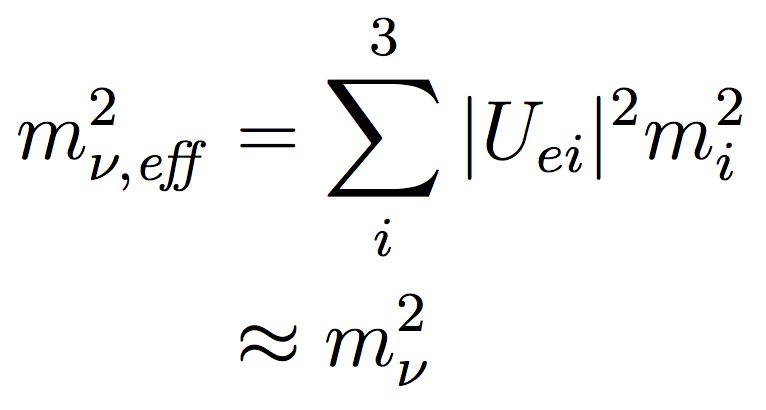 m²_{ν,eff} = ∑_{i}^{3} |U_{ei}|² m_i²
≈ m_ν²